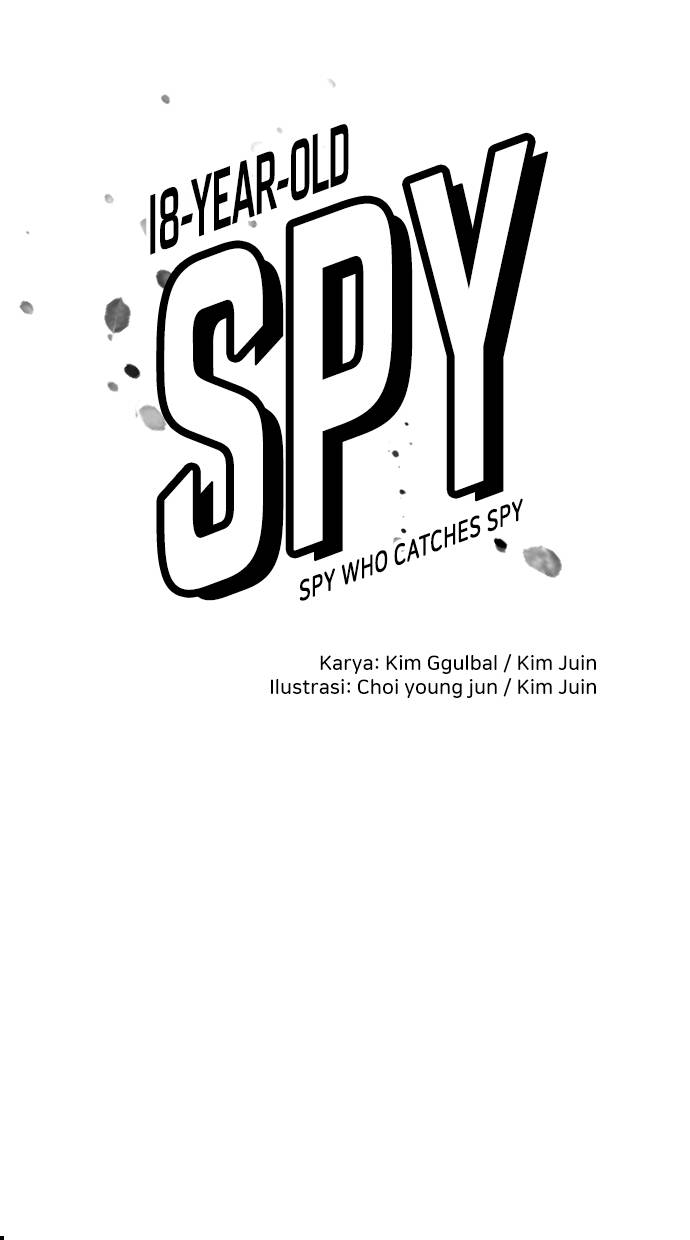 18-YEAR-OLD
SPY
SPY WHO CATCHES SPY
Karya: Kim Ggulbal / Kim Juin
Ilustrasi: Choi young jun / Kim Juin